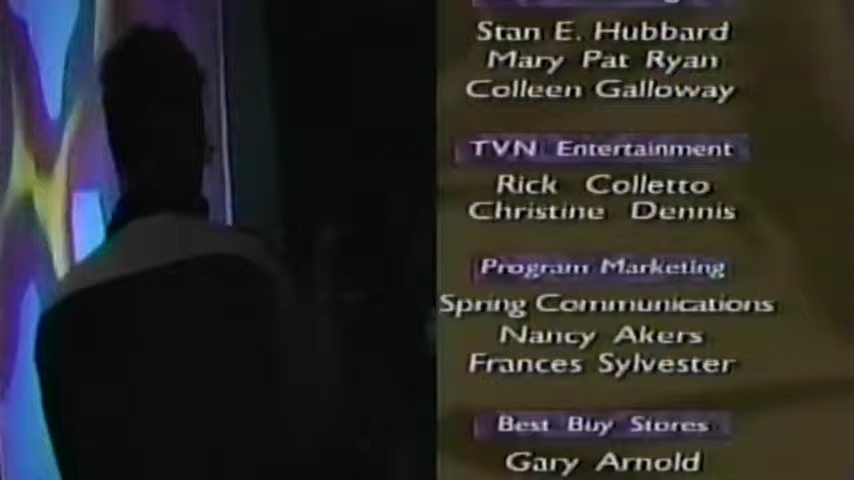 Stan E. Hubbard
Mary Pat Ryan
Colleen Galloway
TVN Entertainment
Rick Colletto
Christine Dennis
Program Marketing
Spring Communications
Nancy Akers
Frances Sylvester
Best Buy Stores
Gary Arnold